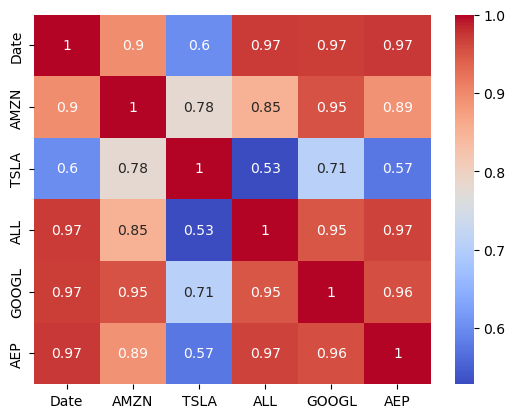 Date 1 0.9 0.6 0.97 0.97 0.97 1.0
AMZN 0.9 1 0.78 0.85 0.95 0.89 0.9
TSLA 0.6 0.78 1 0.53 0.71 0.57 0.8
ALL 0.97 0.85 0.53 1 0.95 0.97 0.7
GOOGL 0.97 0.95 0.71 0.95 1 0.96 0.6
AEP 0.97 0.89 0.57 0.97 0.96 1
Date AMZN TSLA ALL GOOGL AEP